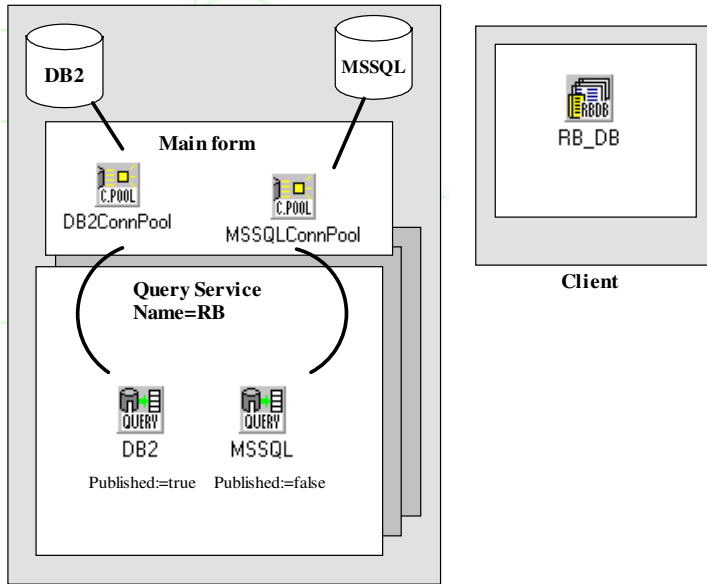 DB2
MSSQL
Main form
C.POOL
DB2ConnPool
C.POOL
MSSQLConnPool
Query Service
Name=RB
QUERY
DB2
Published:=true
QUERY
MSSQL
Published:=false
RBDB
RB_DB
Client